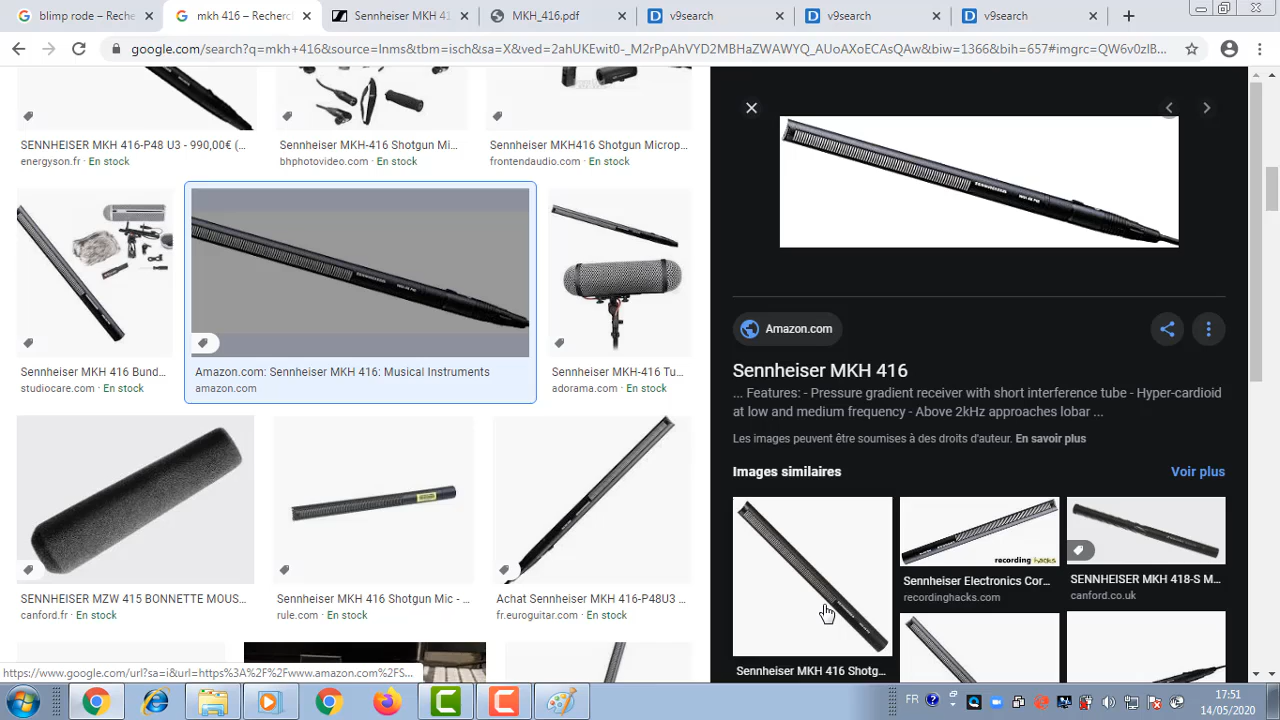 blimp rode – Reche
mkh 416 – Recherc
Sennheiser MKH 41
MK_416.pdf
v9search
v9search
v9search
google.com/search?q=mkh+416&source=lnms&tbm=isch&sa=X&ved=2ahUKEwit0-_M2rPpAhVYD2MBHaZWAWYQ_AUoAXoECAsQAw&biw=1366&bih=657#imgrc=QW6v0zlB...
SENNHEISER MKH 416-P48 U3 - 990,00€ (...
energyson.fr · En stock
Sennheiser MKH-416 Shotgun Mi...
bhphotovideo.com · En stock
Sennheiser MKH416 Shotgun Microp...
frontendaudio.com · En stock
Sennheiser MKH 416 Bund...
studiocare.com · En stock
Amazon.com: Sennheiser MKH 416: Musical Instruments
amazon.com
Sennheiser MKH-416 Tu...
adorama.com · En stock
SENNHEISER MZW 415 BONNETTE MOUS...
canford.fr · En stock
Sennheiser MKH 416 Shotgun Mic - ...
rule.com · En stock
Achat Sennheiser MKH 416-P48U3 ...
fr.euroguitar.com · En stock
https://www.google.com/url?sa=i&url=https%3A%2F%2Fwww.amazon.com%2FS...
SENNHEISER
Amazon.com
Sennheiser MKH 416
... Features: - Pressure gradient receiver with short interference tube - Hyper-cardioid
at low and medium frequency - Above 2kHz approaches lobar ...
Les images peuvent être soumises à des droits d'auteur. En savoir plus
Images similaires
Voir plus
recording hacks
Sennheiser MKH 416 Shotg...
Sennheiser Electronics Cor...
recordinghacks.com
SENNHEISER MKH 418-S M...
canford.co.uk
FR
17:51
14/05/2020